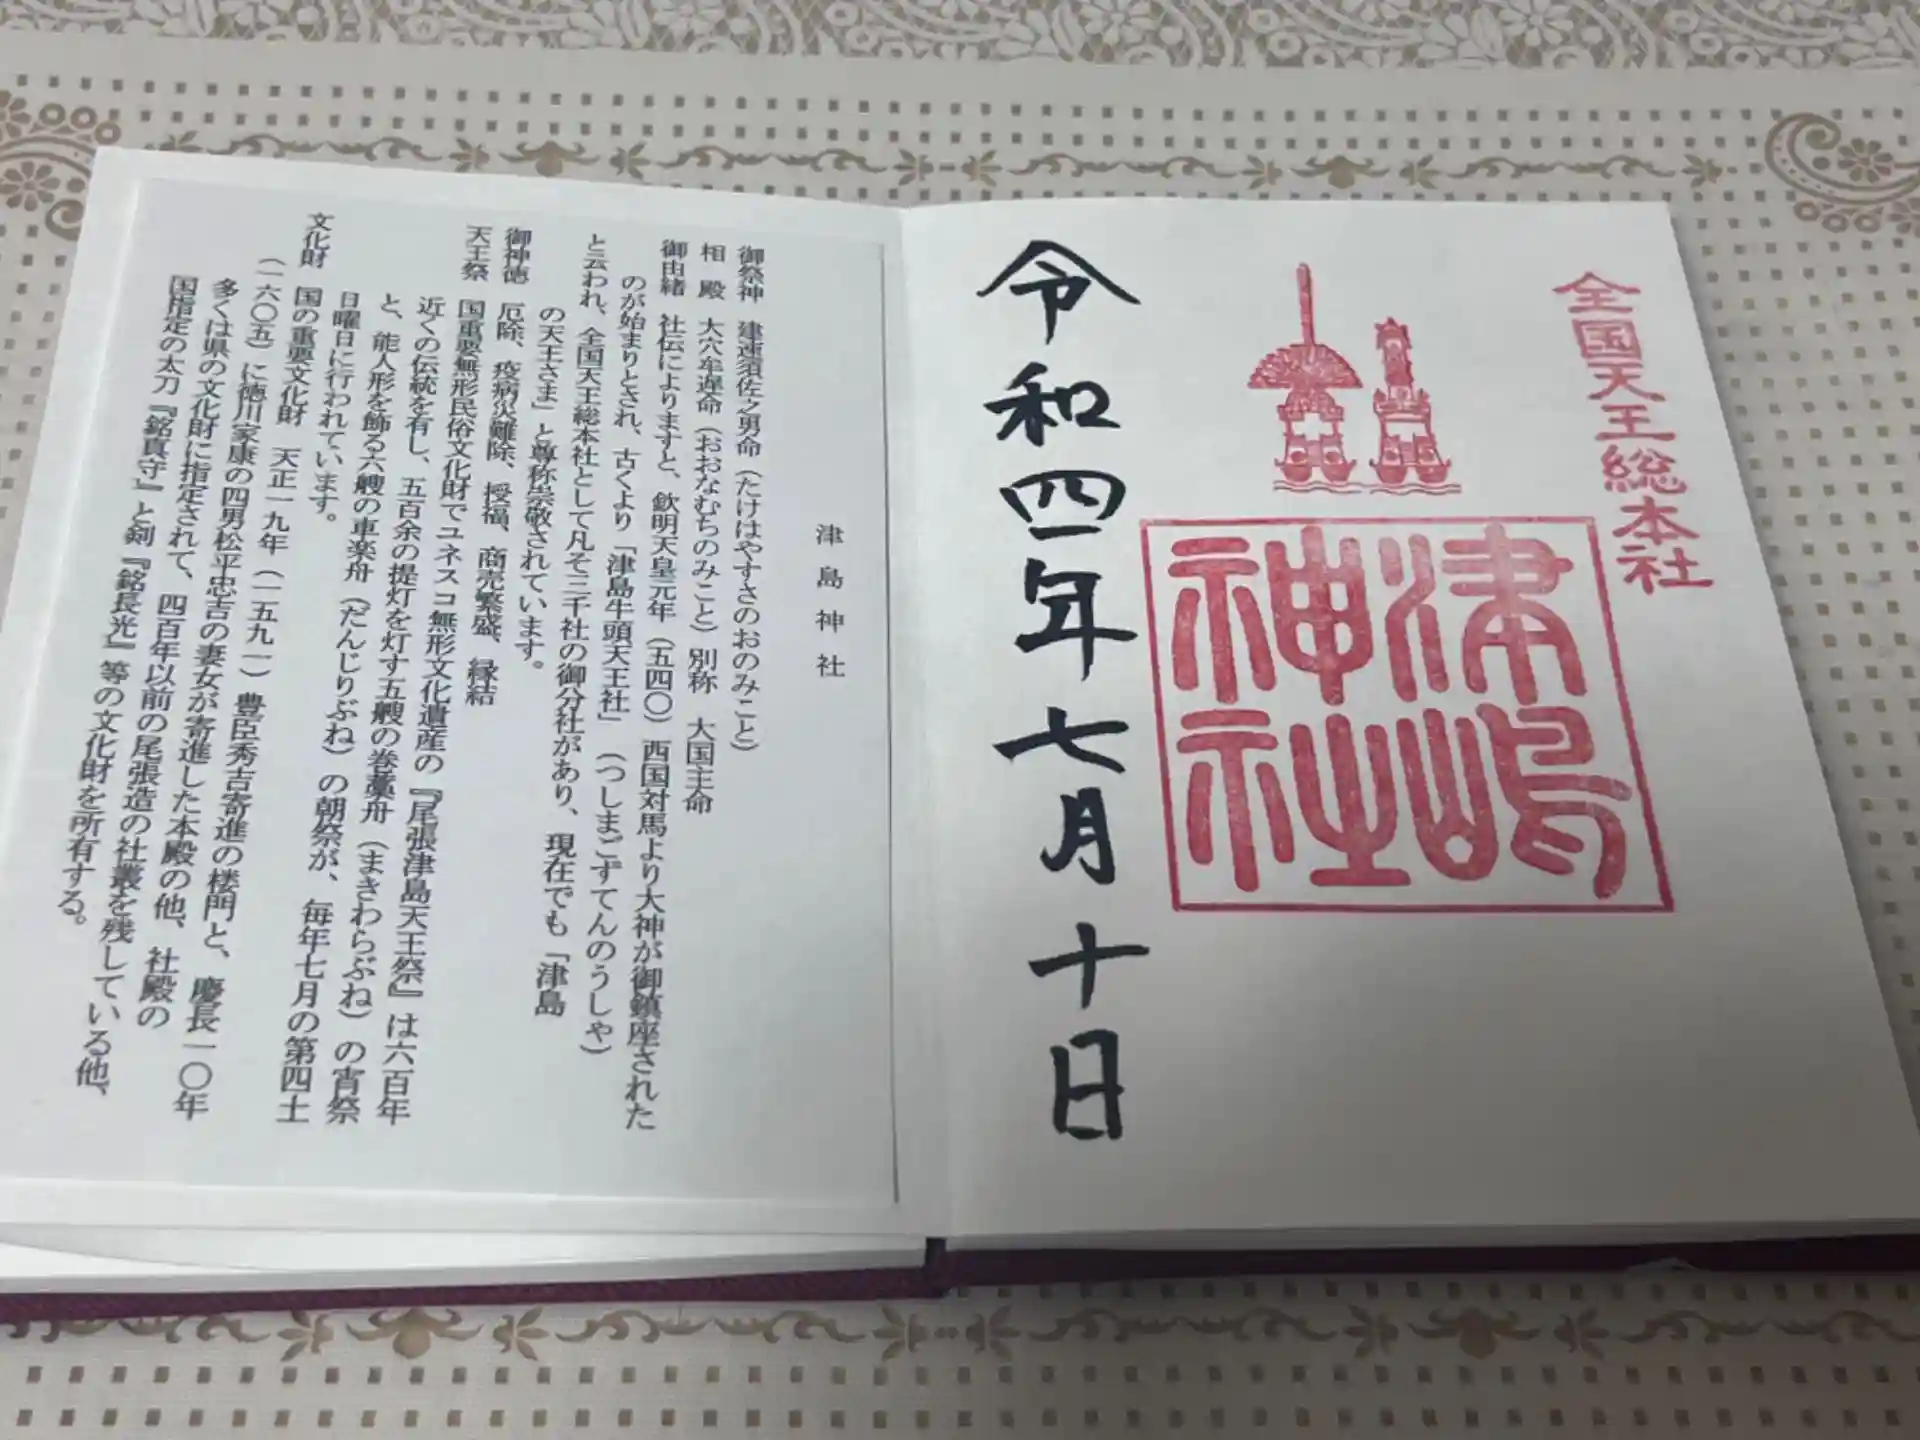 全国天王総本社
津島
神社
令和四年七月十日
津島神社
御祭神 建速須佐之男命（たけはやすさのおのみこと）
相殿 大穴牟遅命（おおなむちのみこと）別称 大国主命
御由緒 社伝によりますと、欽明天皇元年（五四〇）西国対馬より大神が御鎮座された
のが始まりとされ、古くより「津島牛頭天王社」（つしまごずてんのうしゃ）
と云われ、全国天王総本社として凡そ三千社の御分社があり、現在でも「津島
の天王さま」と尊称崇敬されています。
御神徳 厄除、疫病災難除、授福、商売繁盛、縁結
天王祭 国重要無形民俗文化財でユネスコ無形文化遺産の『尾張津島天王祭』は六百年
近くの伝統を有し、五百余の提灯を灯す五艘の巻藁舟（まきわらぶね）の宵祭
と、能人形を飾る六艘の車楽舟（だんじりぶね）の朝祭が、毎年七月の第四土
日曜日に行われています。
文化財 国の重要文化財 天正一九年（一五九一）豊臣秀吉寄進の楼門と、慶長一〇年
（一六〇五）に徳川家康の四男松平忠吉の妻女が寄進した本殿の他、社殿の
多くは県の文化財に指定されて、四百年以前の尾張造の社叢を残している他、
国指定の太刀『銘真守』と剣『銘長光』等の文化財を所有する。